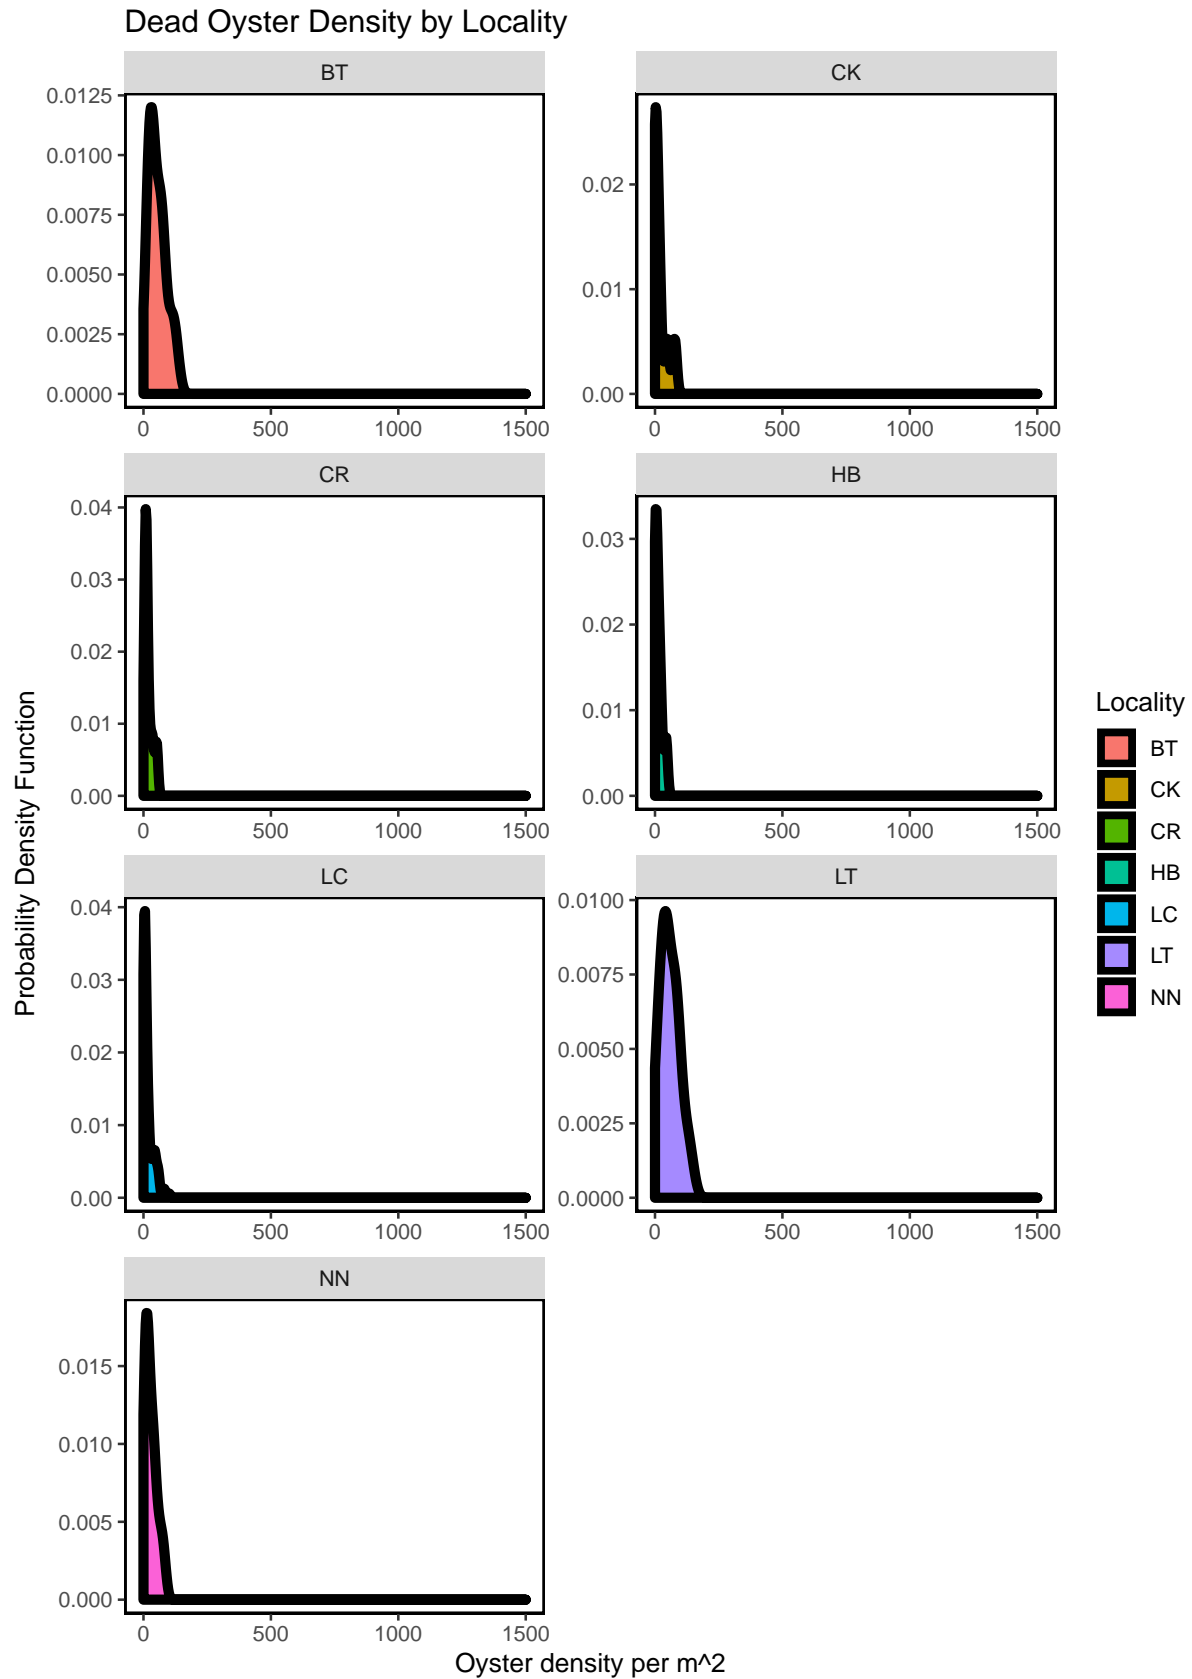 Dead Oyster Density by Locality
BT
0.0125
0.0100
0.0075
0.0050
0.0025
0.0000
0 500 1000 1500
CK
0.02
0.01
0.00
0 500 1000 1500
CR
0.04
0.03
0.02
0.01
0.00
0 500 1000 1500
HB
0.03
0.02
0.01
0.00
0 500 1000 1500
LC
0.04
0.03
0.02
0.01
0.00
0 500 1000 1500
LT
0.0100
0.0075
0.0050
0.0025
0.0000
0 500 1000 1500
NN
0.015
0.010
0.005
0.000
0 500 1000 1500
Probability Density Function
Oyster density per m^2
Locality
BT
CK
CR
HB
LC
LT
NN